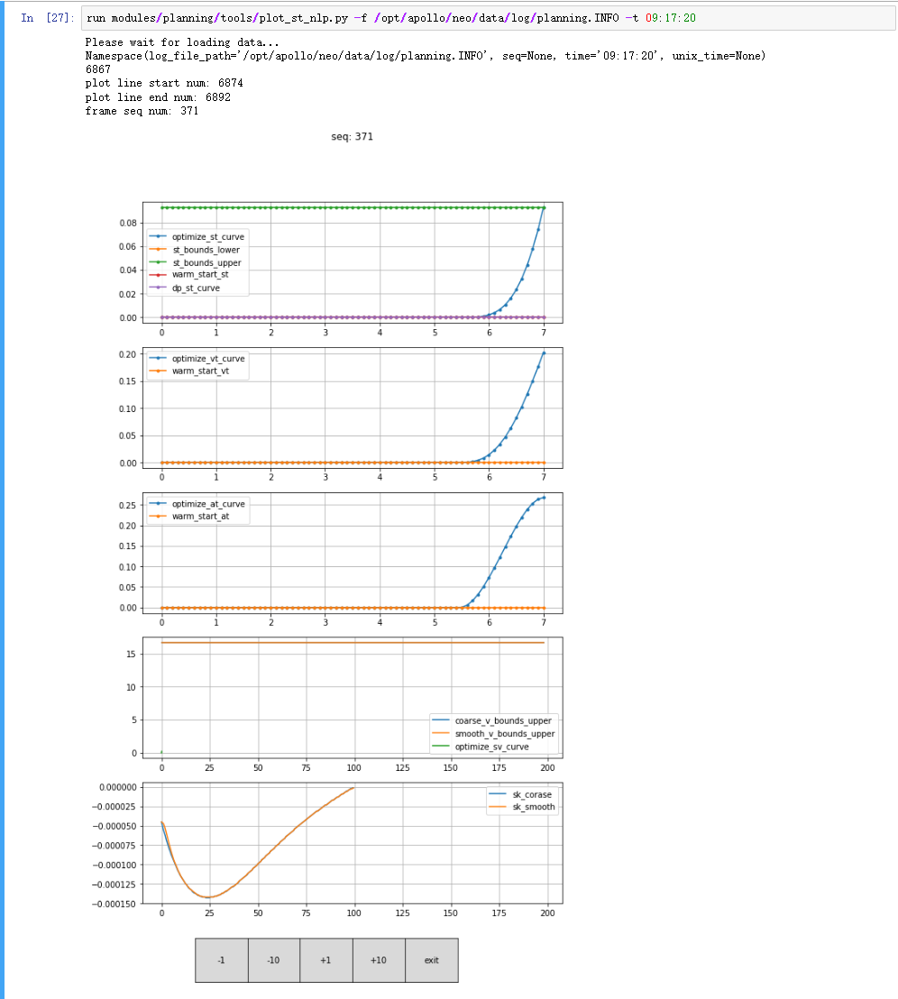 In [27]: run modules/planning/tools/plot_st_nlp.py -f /opt/apollo/neo/data/log/planning.INFO -t 09:17:20
Please wait for loading data...
Namespace(log_file_path='/opt/apollo/neo/data/log/planning.INFO', seq=None, time='09:17:20', unix_time=None)
6867
plot line start num: 6874
plot line end num: 6892
frame seq num: 371
seq: 371
0.08
0.06
0.04
0.02
0.00
optimize_st_curve
st_bounds_lower
st_bounds_upper
warm_start_st
dp_st_curve
0 1 2 3 4 5 6 7
0.20
0.15
0.10
0.05
0.00
optimize_vt_curve
warm_start_vt
0 1 2 3 4 5 6 7
0.25
0.20
0.15
0.10
0.05
0.00
optimize_at_curve
warm_start_at
0 1 2 3 4 5 6 7
15
10
5
0
coarse_v_bounds_upper
smooth_v_bounds_upper
optimize_sv_curve
0 25 50 75 100 125 150 175 200
0.000000
−0.000025
−0.000050
−0.000075
−0.000100
−0.000125
−0.000150
sk_corase
sk_smooth
0 25 50 75 100 125 150 175 200
-1 -10 +1 +10 exit